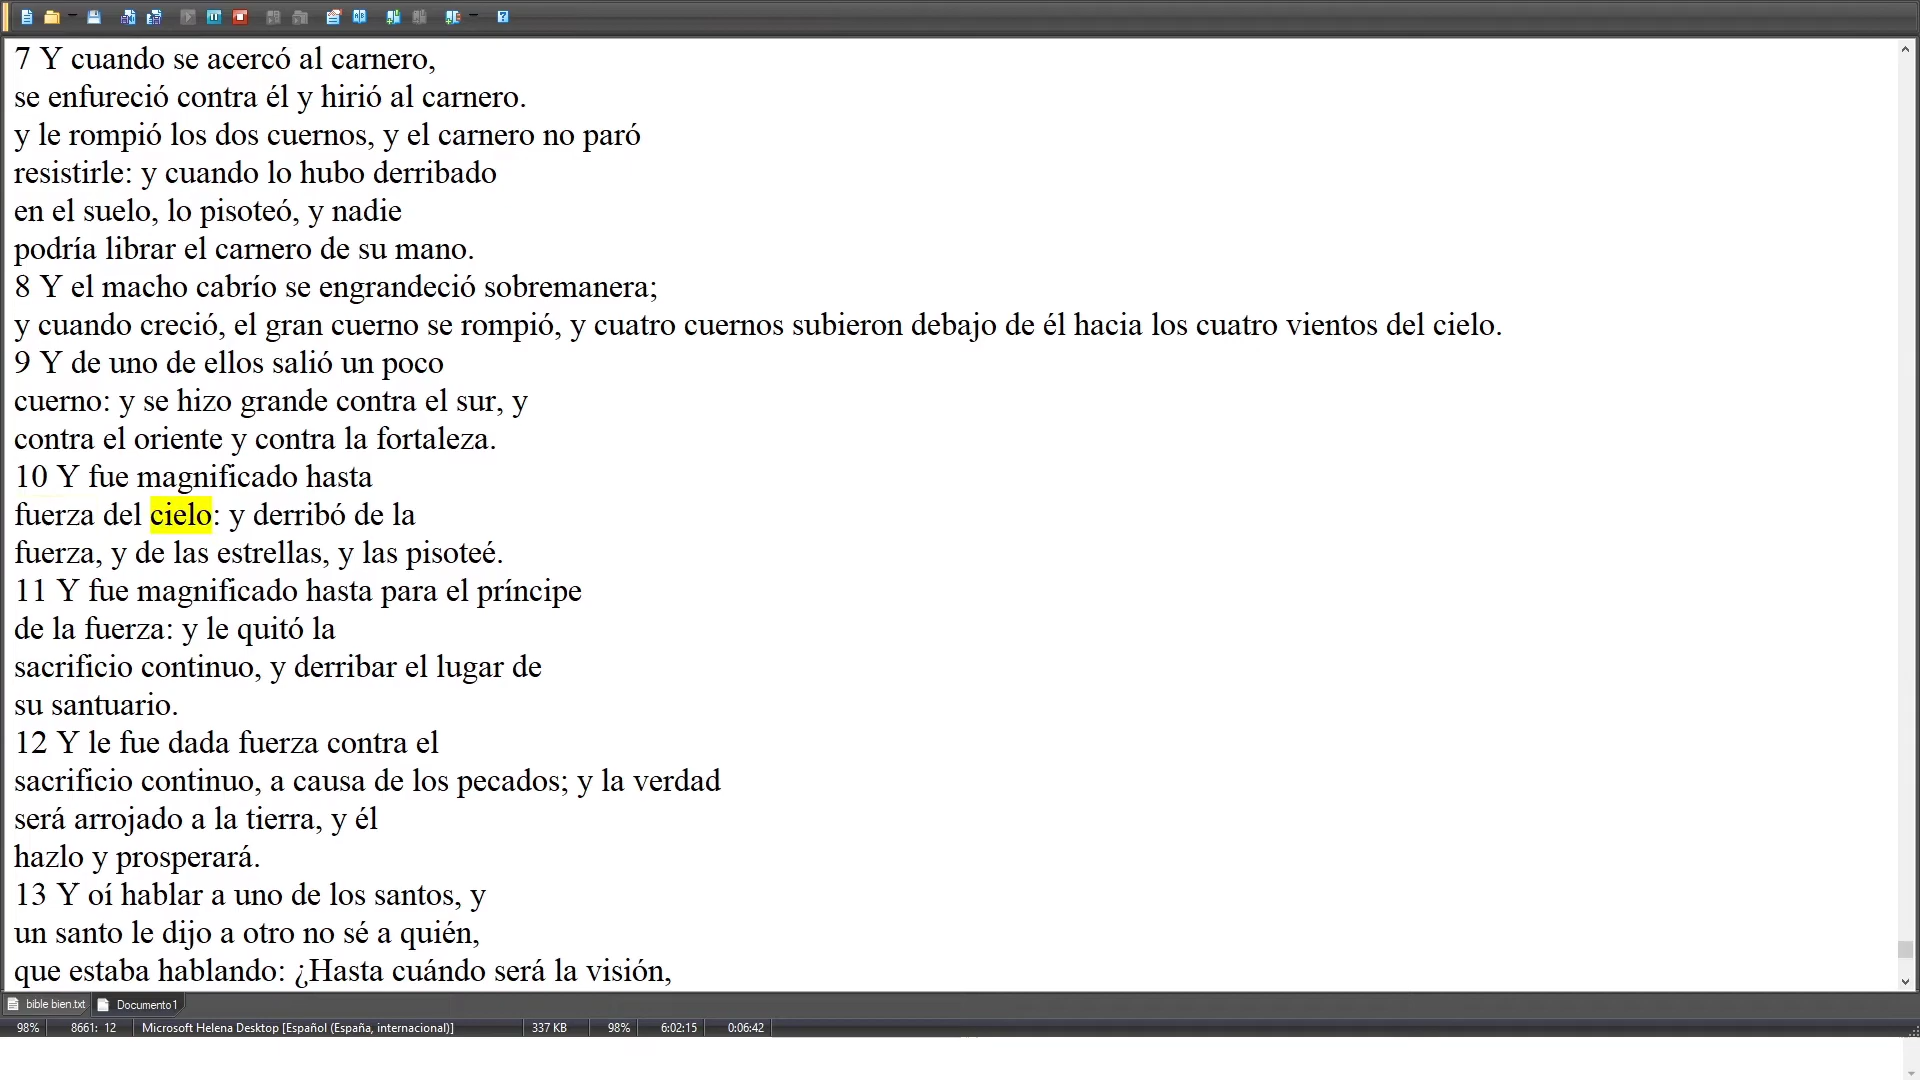 7 Y cuando se acercó al carnero,
se enfureció contra él y hirió al carnero.
y le rompió los dos cuernos, y el carnero no paró
resistirle: y cuando lo hubo derribado
en el suelo, lo pisoteó, y nadie
podría librar el carnero de su mano.
8 Y el macho cabrío se engrandeció sobremanera;
y cuando creció, el gran cuerno se rompió, y cuatro cuernos subieron debajo de él hacia los cuatro vientos del cielo.
9 Y de uno de ellos salió un poco
cuerno: y se hizo grande contra el sur, y
contra el oriente y contra la fortaleza.
10 Y fue magnificado hasta
fuerza del cielo: y derribó de la
fuerza, y de las estrellas, y las pisoteé.
11 Y fue magnificado hasta para el príncipe
de la fuerza: y le quitó la
sacrificio continuo, y derribar el lugar de
su santuario.
12 Y le fue dada fuerza contra el
sacrificio continuo, a causa de los pecados; y la verdad
será arrojado a la tierra, y él
hazlo y prosperará.
13 Y oí hablar a uno de los santos, y
un santo le dijo a otro no sé a quién,
que estaba hablando: ¿Hasta cuándo será la visión,
bible bien.txt Documento1
98% 8661: 12 Microsoft Helena Desktop [Español (España, internacional)] 337 KB 98% 6:02:15 0:06:42